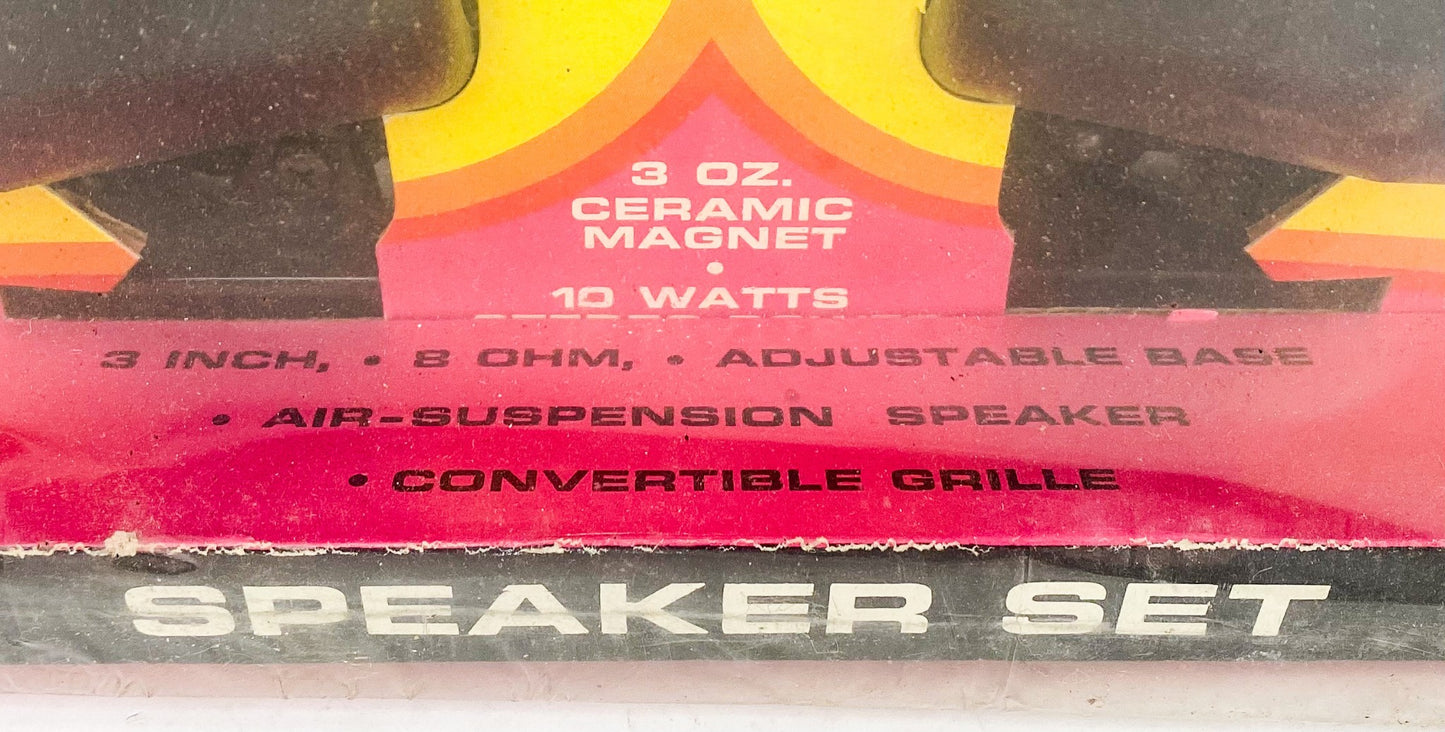 3 OZ.
CERAMIC
MAGNET
•
10 WATTS
3 INCH, • 8 OHM, • ADJUSTABLE BASE
• AIR-SUSPENSION SPEAKER
• CONVERTIBLE GRILLE
SPEAKER SET